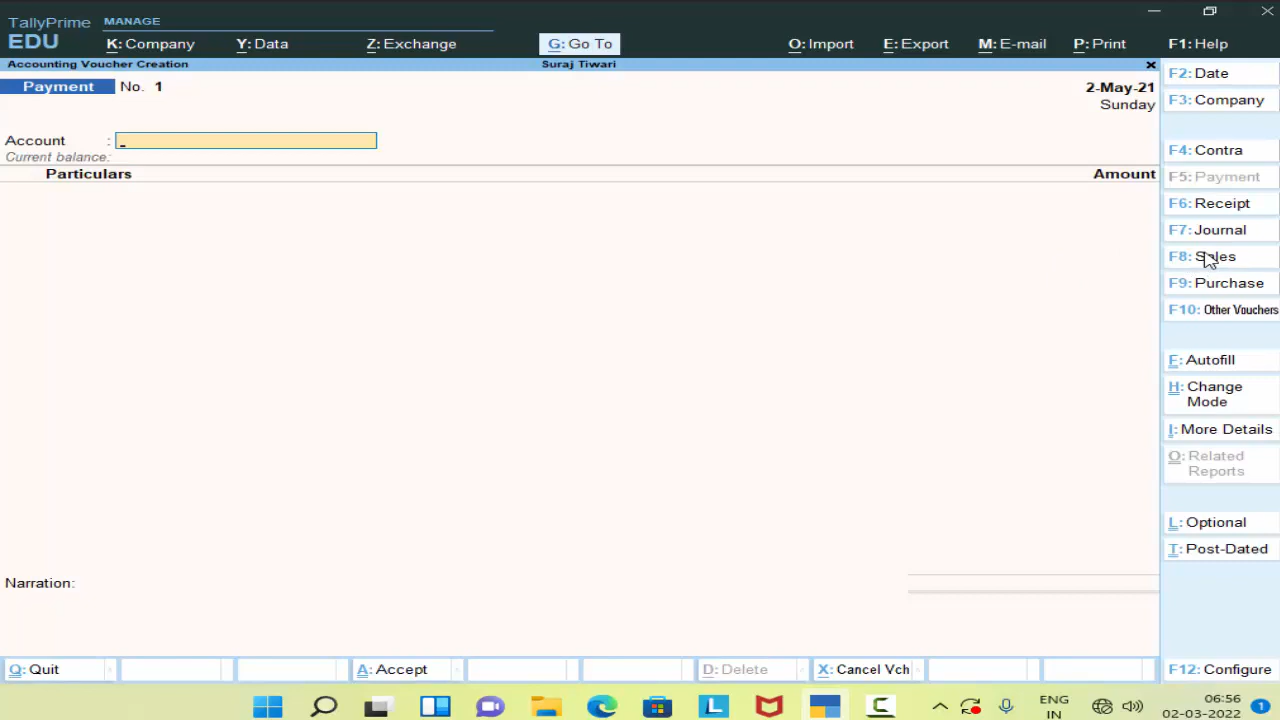 TallyPrime MANAGE
EDU K: Company Y: Data Z: Exchange G: Go To O: Import E: Export M: E-mail P: Print F1: Help
Accounting Voucher Creation Suraj Tiwari
Payment No. 1 2-May-21
Sunday
Account :
Current balance:
Particulars Amount
Narration:
F2: Date
F3: Company
F4: Contra
F5: Payment
F6: Receipt
F7: Journal
F8: Sales
F9: Purchase
F10: Other Vouchers
F: Autofill
H: Change
Mode
I: More Details
O: Related
Reports
L: Optional
T: Post-Dated
Q: Quit A: Accept D: Delete X: Cancel Vch F12: Configure
ENG 06:56
IN 02-03-2022 1